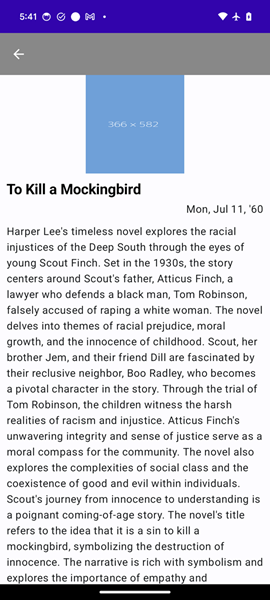 5:41
366 × 582
To Kill a Mockingbird
Mon, Jul 11, '60
Harper Lee's timeless novel explores the racial
injustices of the Deep South through the eyes of
young Scout Finch. Set in the 1930s, the story
centers around Scout's father, Atticus Finch, a
lawyer who defends a black man, Tom Robinson,
falsely accused of raping a white woman. The novel
delves into themes of racial prejudice, moral
growth, and the innocence of childhood. Scout, her
brother Jem, and their friend Dill are fascinated by
their reclusive neighbor, Boo Radley, who becomes
a pivotal character in the story. Through the trial of
Tom Robinson, the children witness the harsh
realities of racism and injustice. Atticus Finch's
unwavering integrity and sense of justice serve as a
moral compass for the community. The novel also
explores the complexities of social class and the
coexistence of good and evil within individuals.
Scout's journey from innocence to understanding is
a poignant coming-of-age story. The novel's title
refers to the idea that it is a sin to kill a
mockingbird, symbolizing the destruction of
innocence. The narrative is rich with symbolism and
explores the importance of empathy and